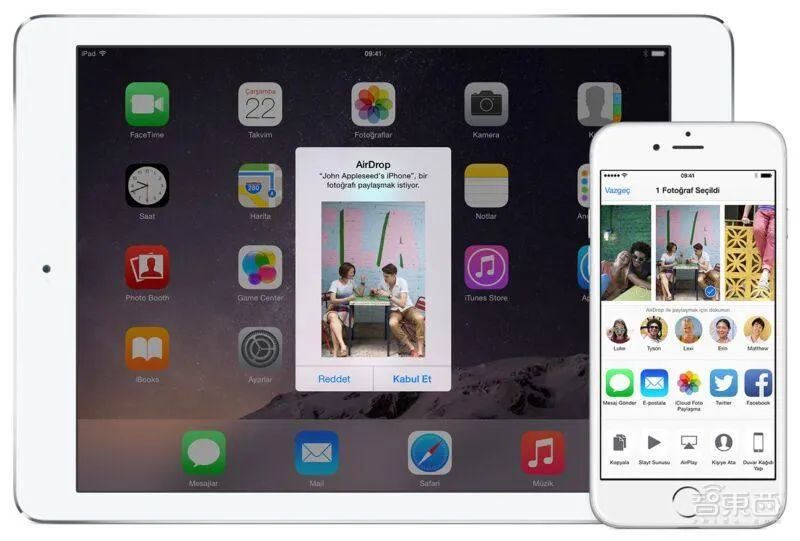 iPad
09:41
FaceTime
Çarşamba
22
Takvim
Fotoğraflar
Kamera
Saat
280
Harita
Notlar
Photo Booth
Game Center
iTunes Store
iBooks
Ayarlar
Mesajlar
Mail
Safari
Müzik
AirDrop
"John Appleseed's iPhone", bir
fotoğrafı paylaşmak istiyor.
Reddet
Kabul Et
09:41
Vazgeç
1 Fotoğraf Seçildi
AirDrop ile paylaşmak için dokunun
Luke
Tyson
Lexi
Erin
Matthew
Mesaj Gönder
E-postala
iCloud Foto
Paylaşma
Twitter
Facebook
Kopyala
Slayt Sunusu
AirPlay
Kişiye Ata
Duvar Kağıdı
Yap
智東西